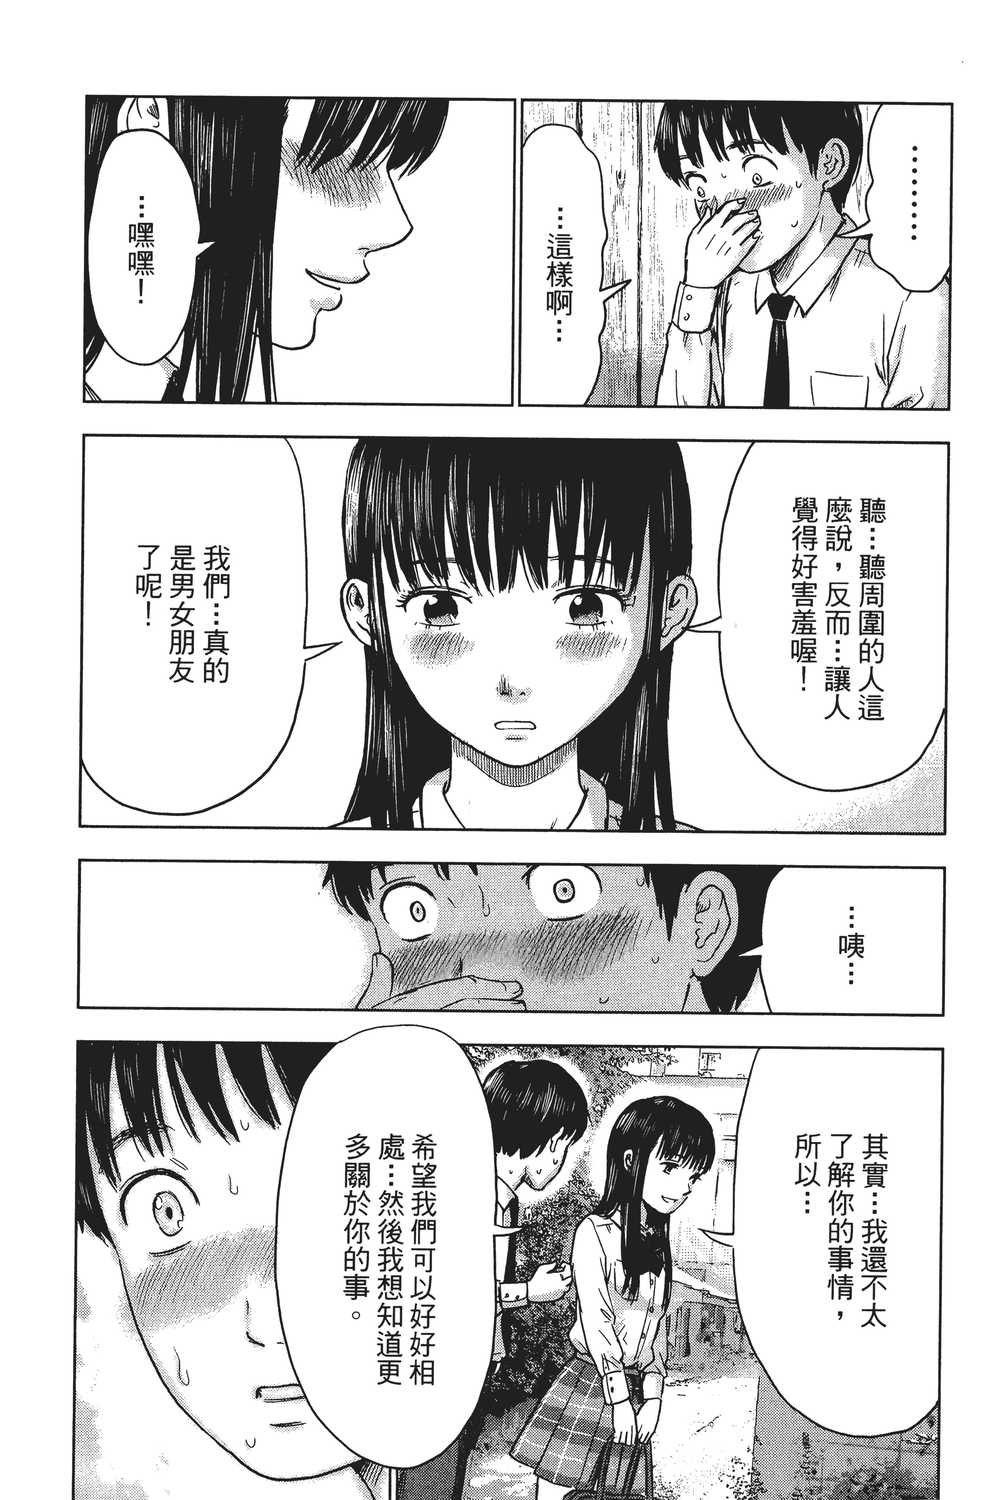 ………
…這樣啊…
…嘿嘿！
聽…聽周圍的人這
麼說，反而…讓人
覺得好害羞喔！
我們…真的
是男女朋友
了呢！
…咦…
其實…我還不太
了解你的事情，
所以…
希望我們可以好好相
處…然後我想知道更
多關於你的事。